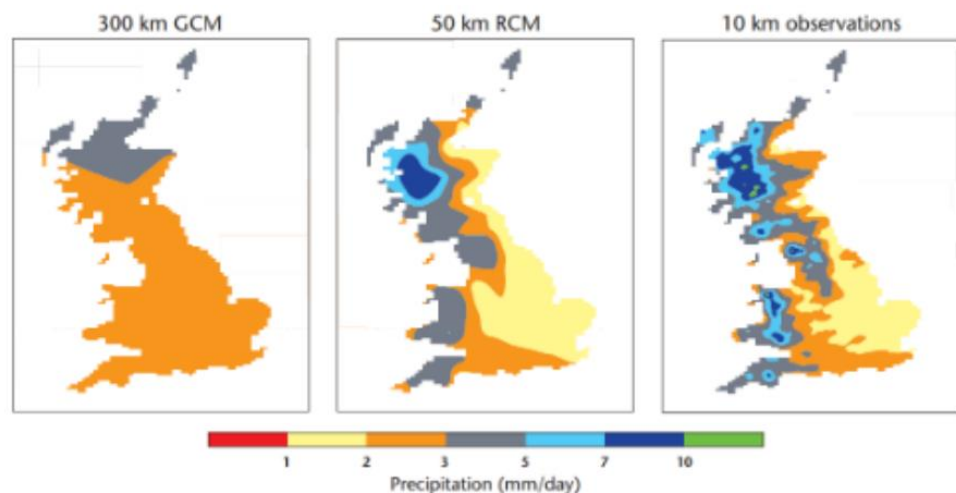 300 km GCM
50 km RCM
10 km observations
1 2 3 5 7 10
Precipitation (mm/day)